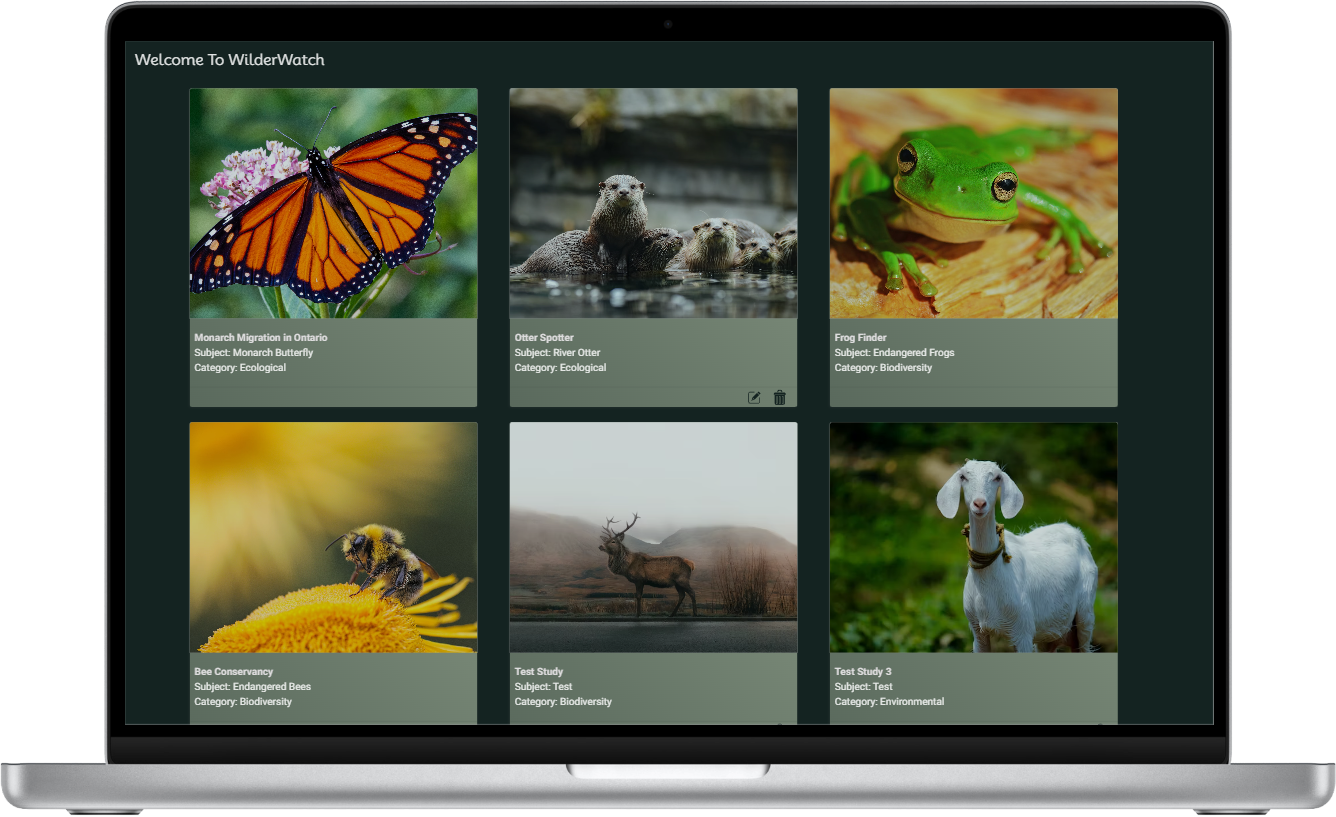 Welcome To WilderWatch
Monarch Migration in Ontario
Subject: Monarch Butterfly
Category: Ecological
Otter Spotter
Subject: River Otter
Category: Ecological
Frog Finder
Subject: Endangered Frogs
Category: Biodiversity
Bee Conservancy
Subject: Endangered Bees
Category: Biodiversity
Test Study
Subject: Test
Category: Biodiversity
Test Study 3
Subject: Test
Category: Environmental